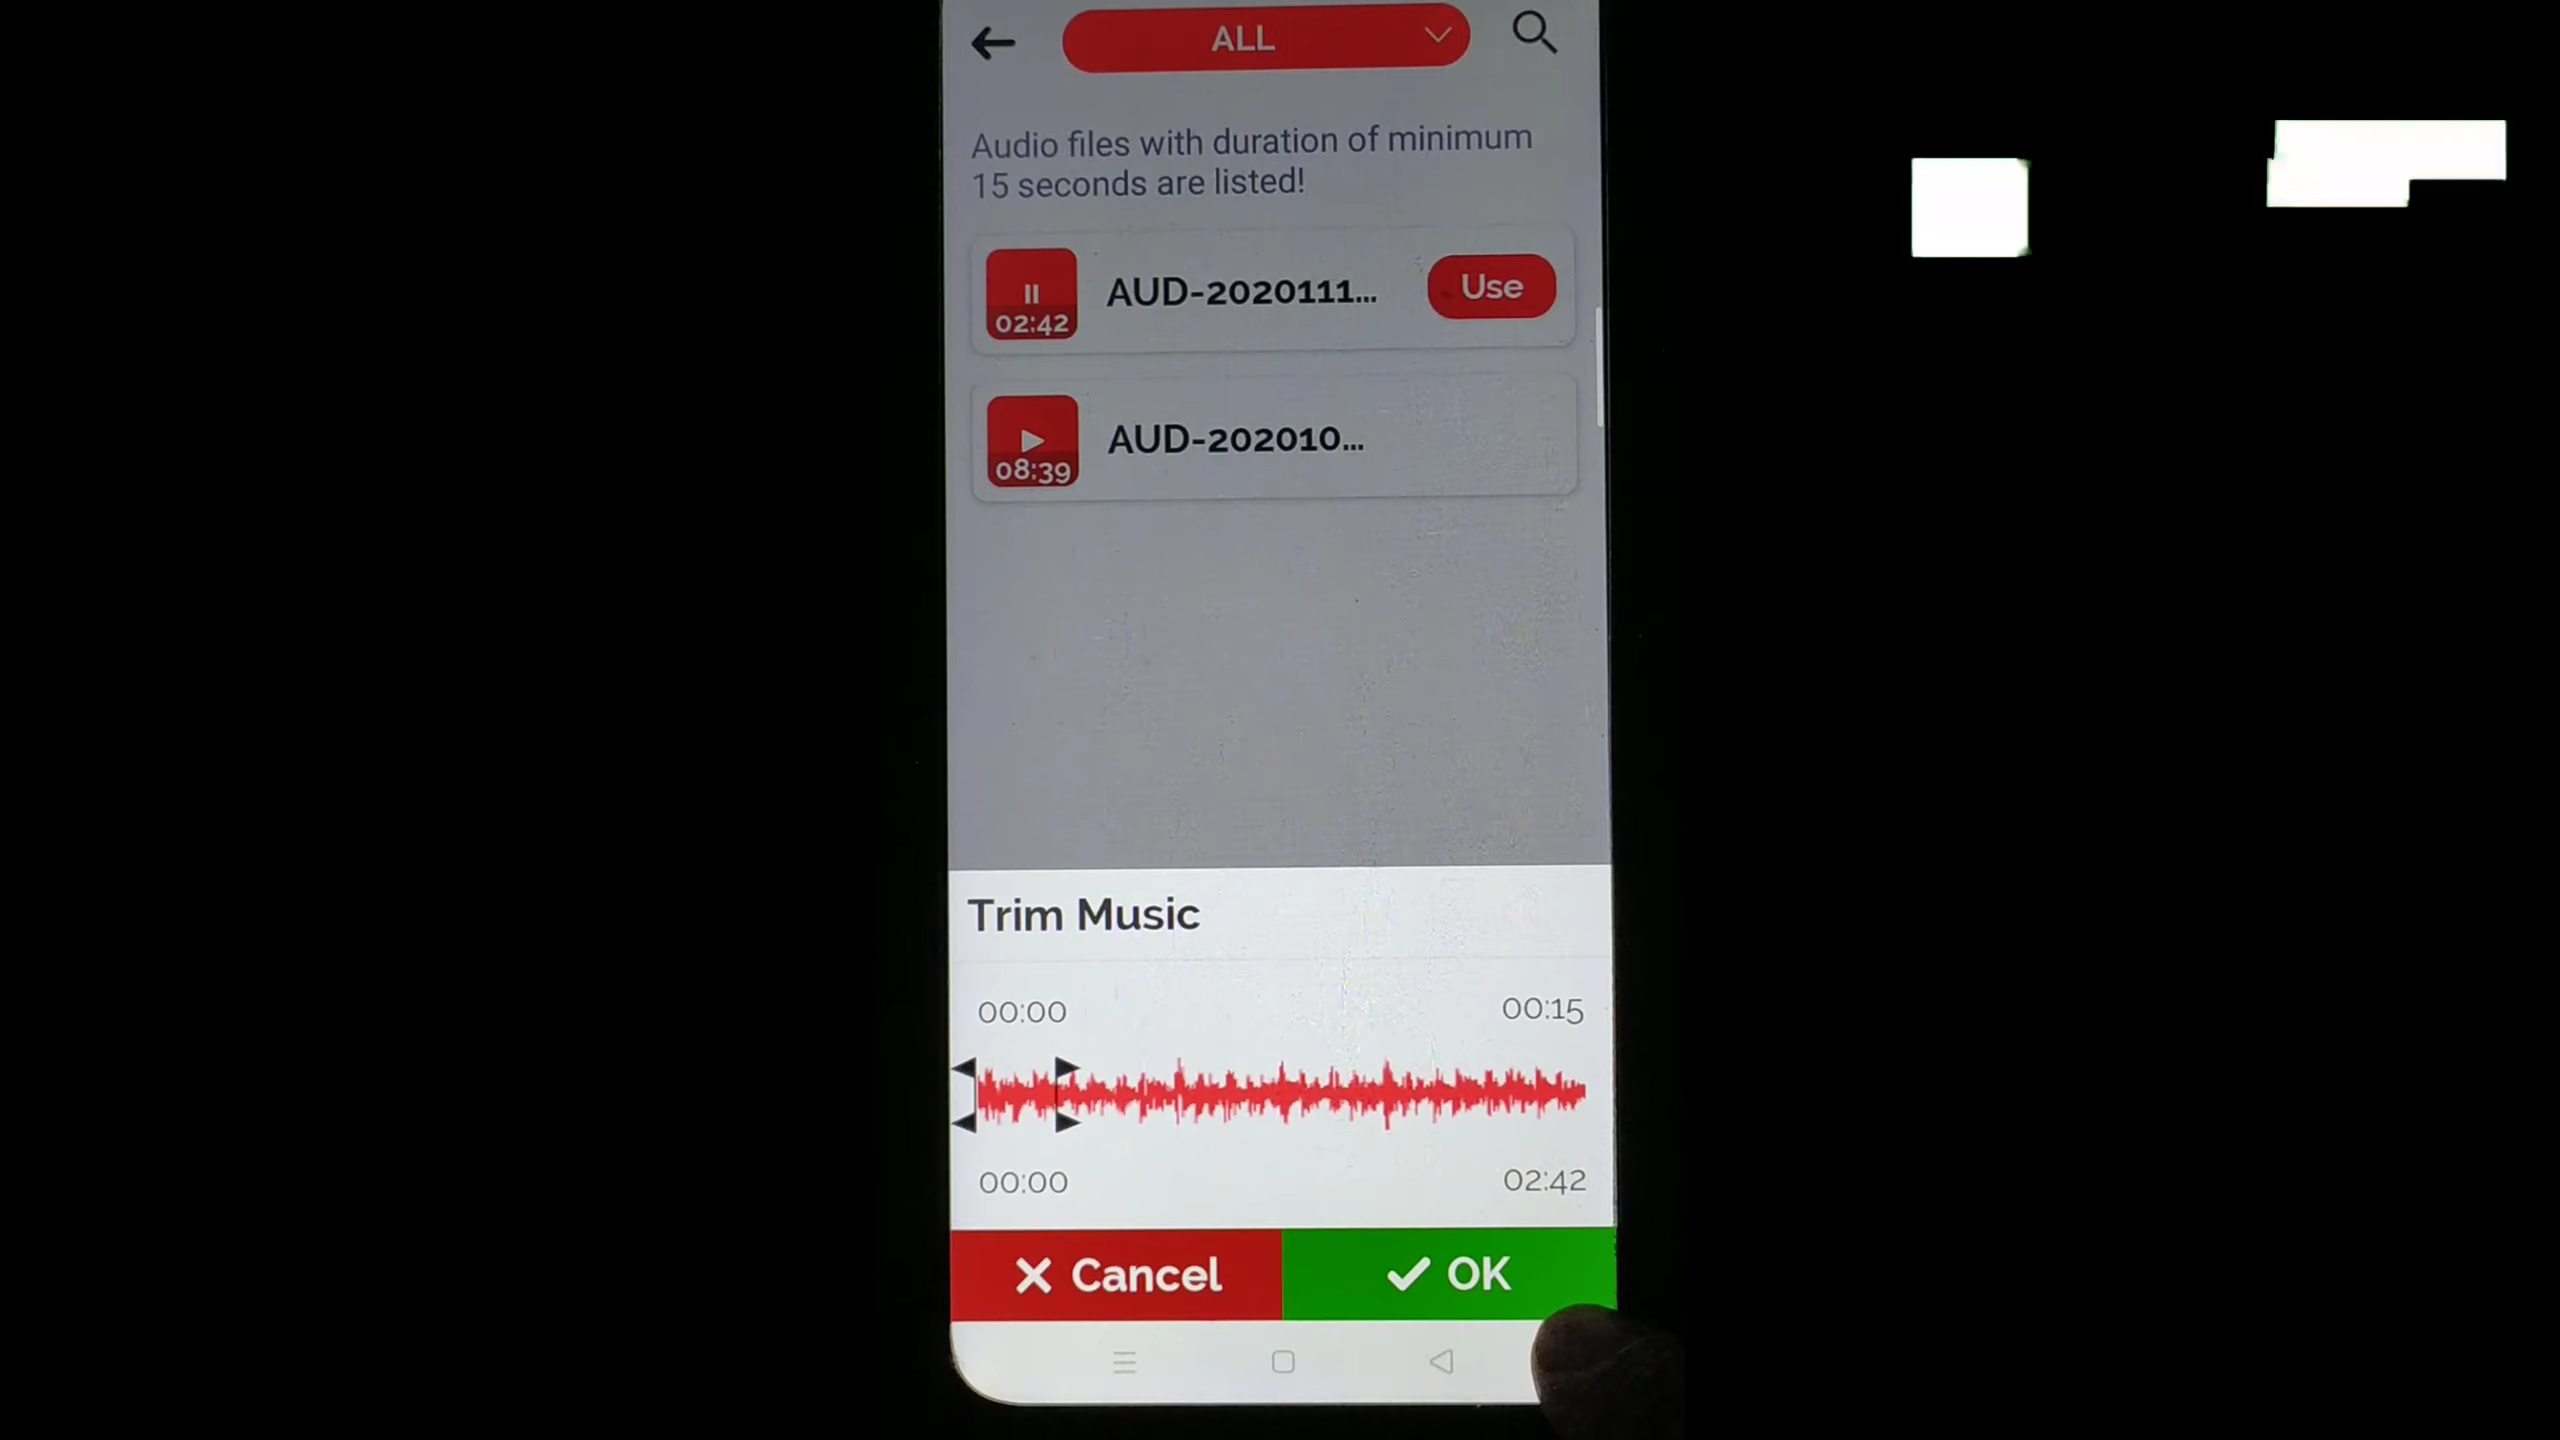 ALL
Audio files with duration of minimum
15 seconds are listed!
02:42
AUD-2020111...
Use
08:39
AUD-202010...
Trim Music
00:00
00:15
00:00
02:42
Cancel
OK